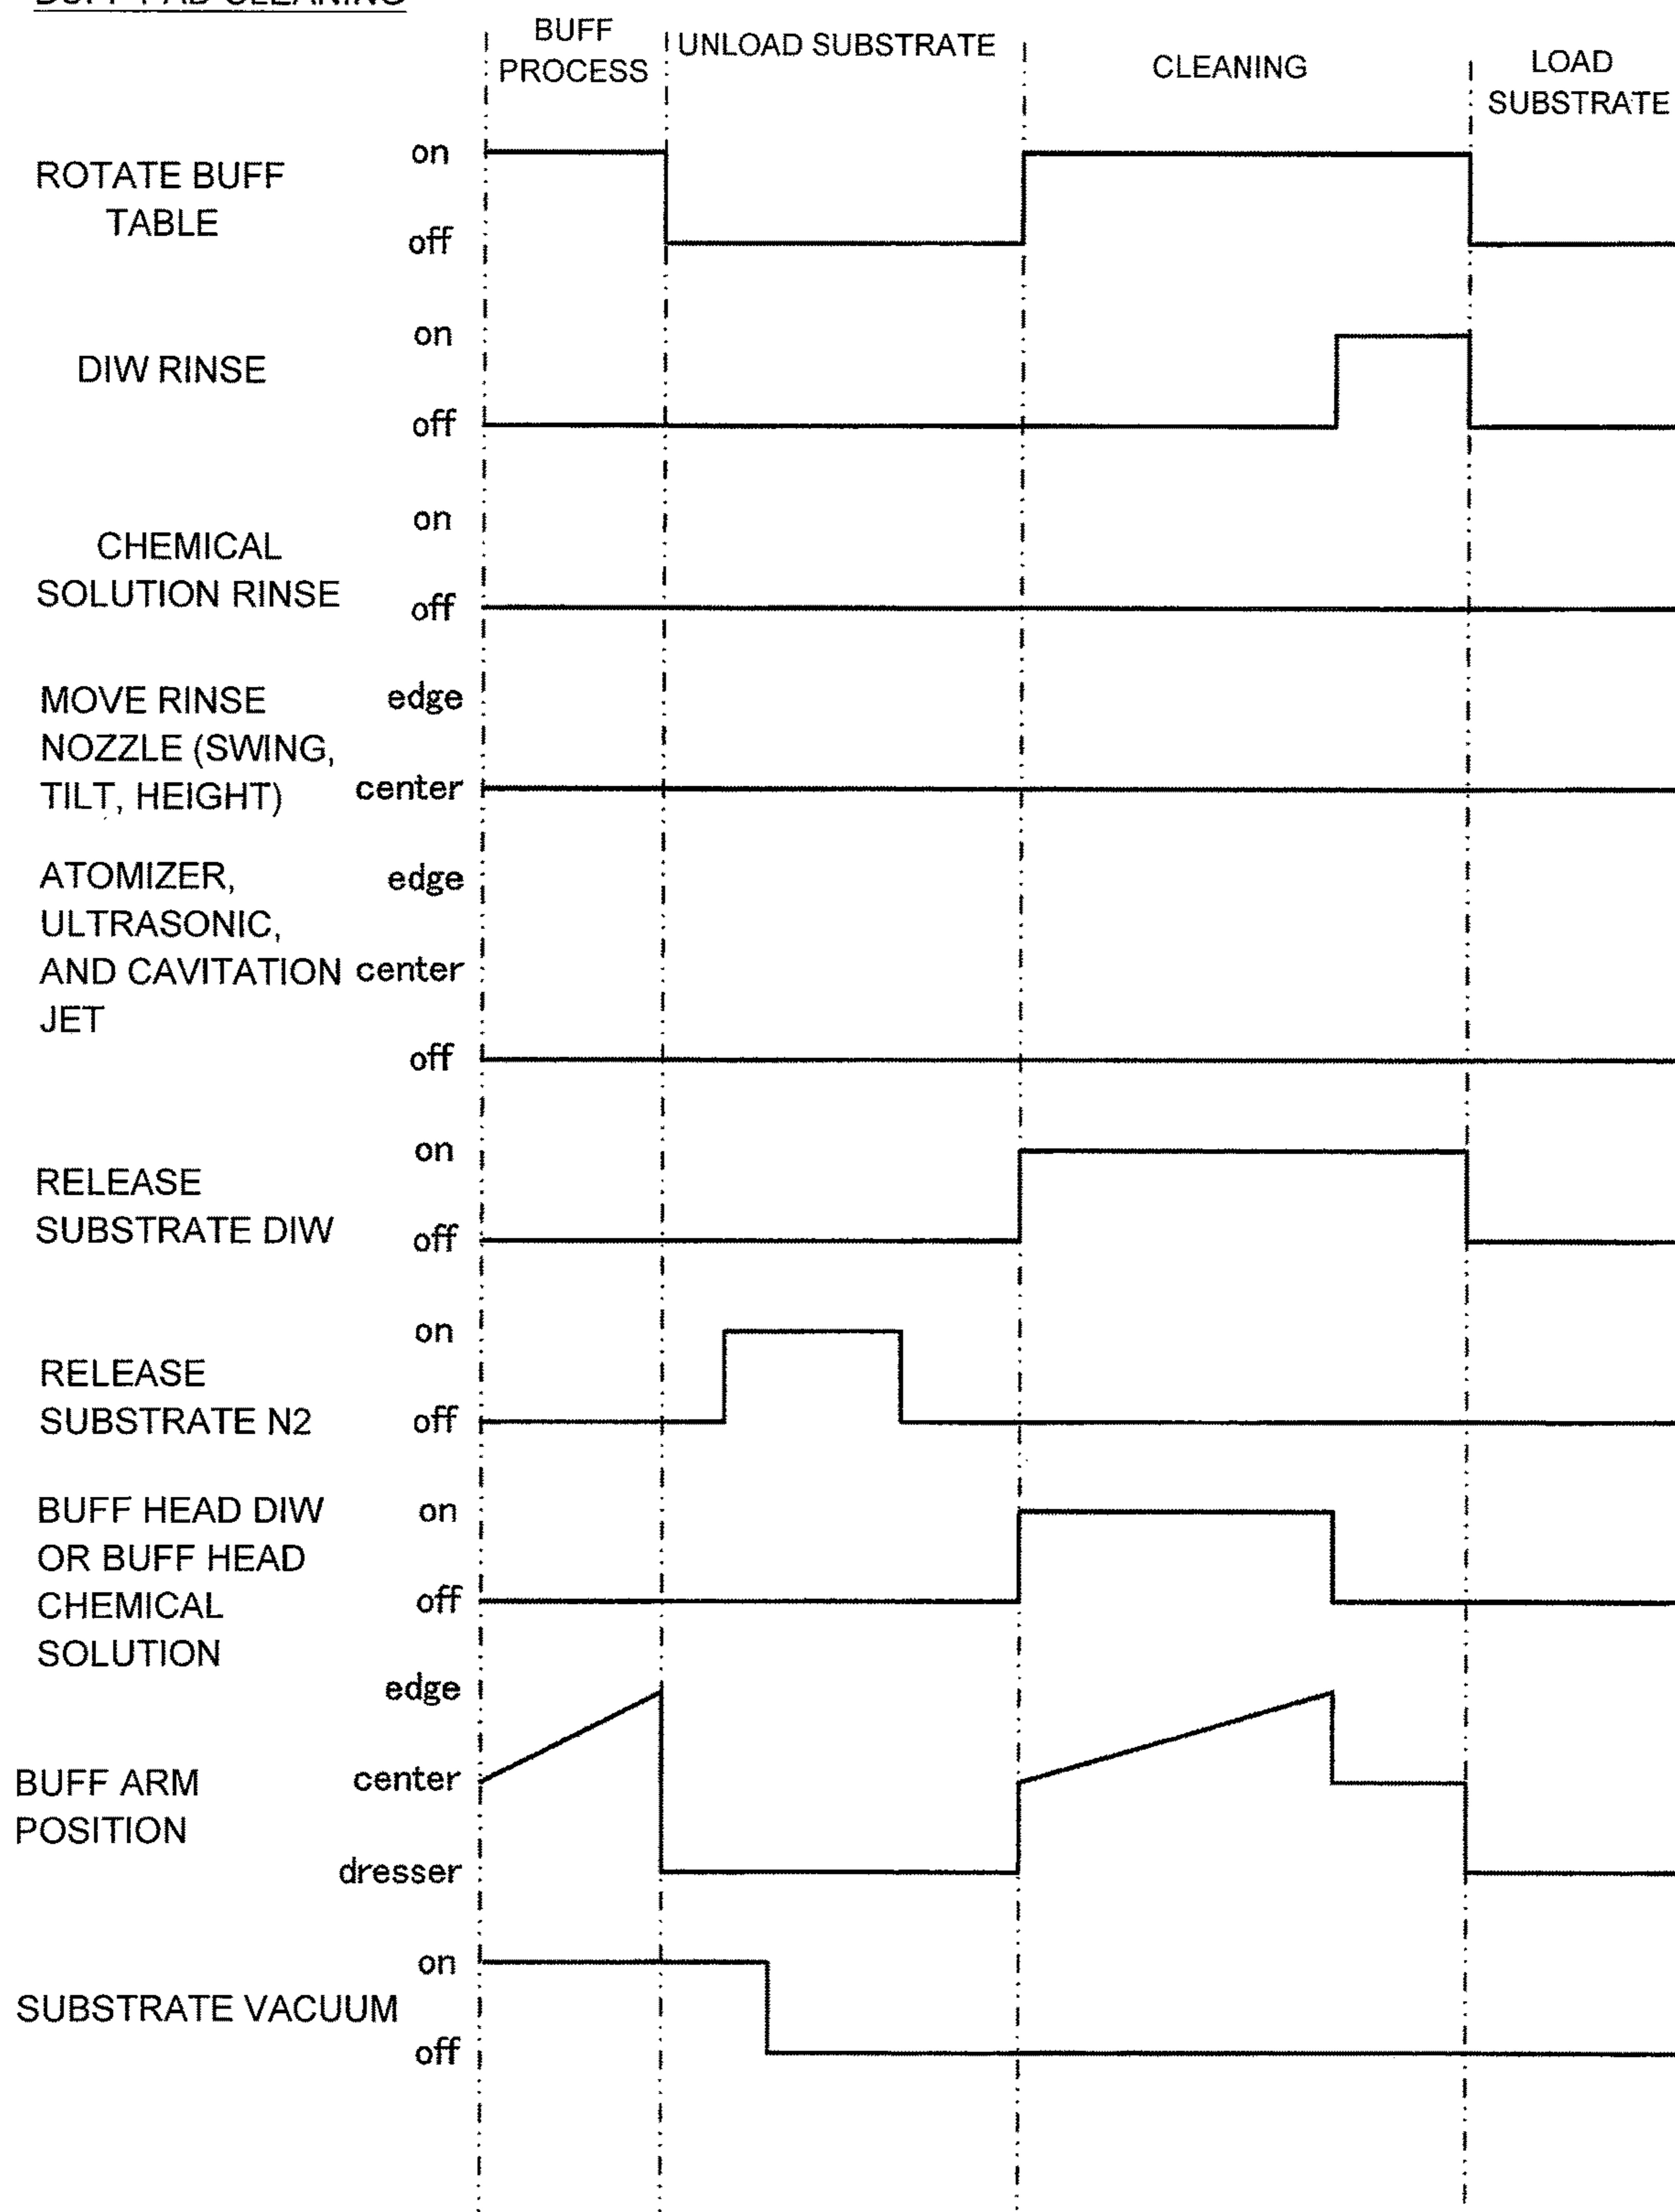 BUFF PAD CLEANING
BUFF
PROCESS
UNLOAD SUBSTRATE
CLEANING
LOAD
SUBSTRATE
ROTATE BUFF
TABLE
on
off
DIW RINSE
on
off
CHEMICAL
SOLUTION RINSE
on
off
MOVE RINSE
NOZZLE (SWING,
TILT, HEIGHT)
edge
center
ATOMIZER,
ULTRASONIC,
AND CAVITATION
JET
edge
center
off
RELEASE
SUBSTRATE DIW
on
off
RELEASE
SUBSTRATE N2
on
off
BUFF HEAD DIW
OR BUFF HEAD
CHEMICAL
SOLUTION
on
off
BUFF ARM
POSITION
edge
center
dresser
SUBSTRATE VACUUM
on
off